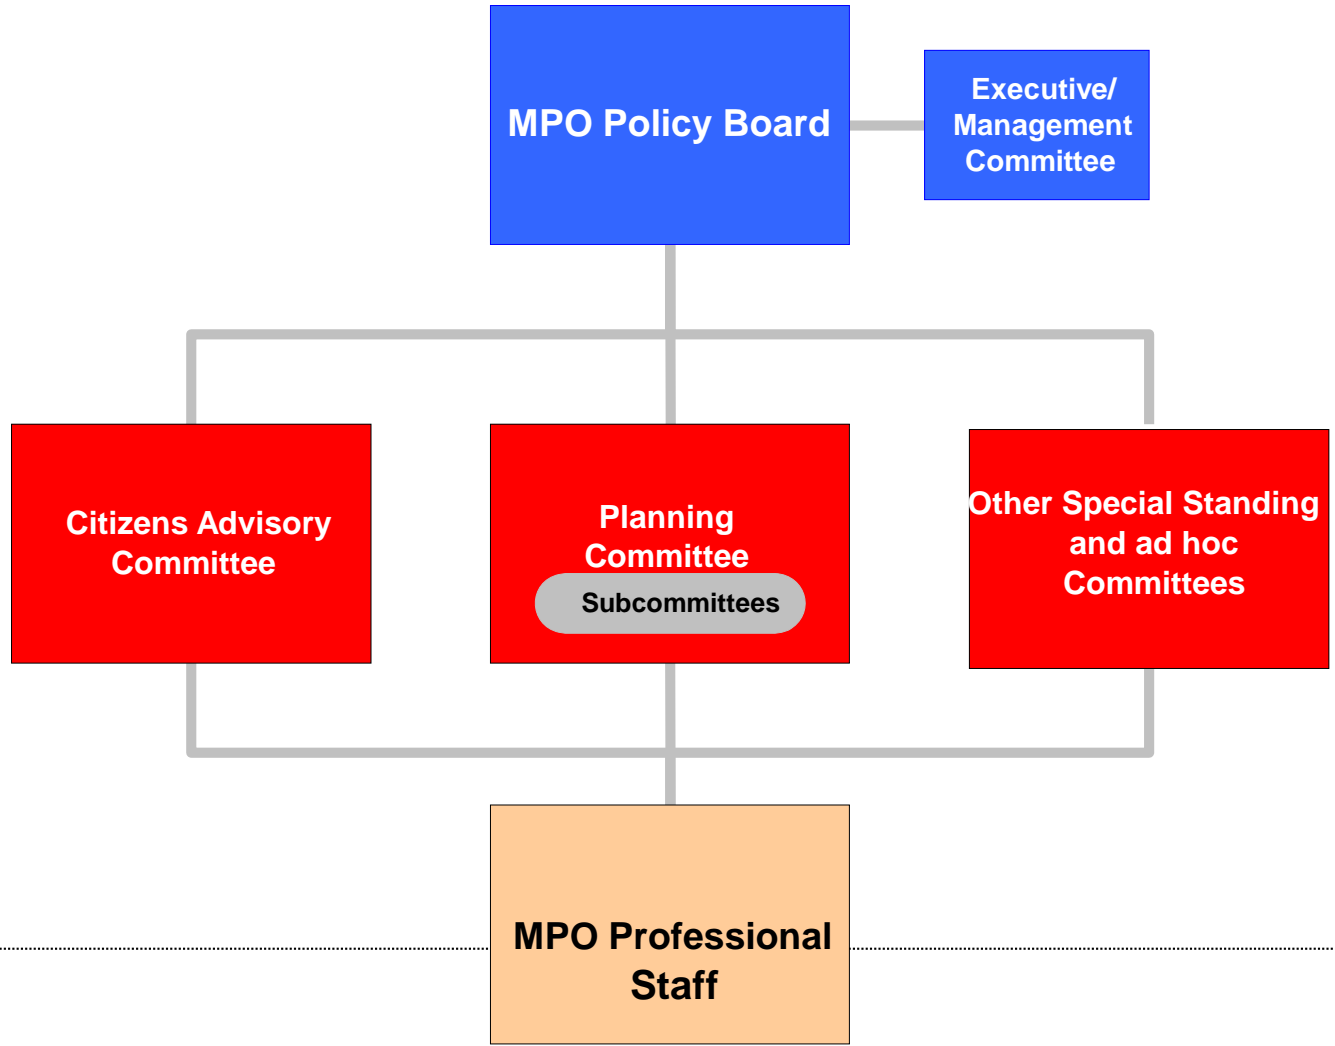 MPO Policy Board
Executive/
Management
Committee
Citizens Advisory
Committee
Planning
Committee
Subcommittees
Other Special Standing
and ad hoc
Committees
MPO Professional
Staff